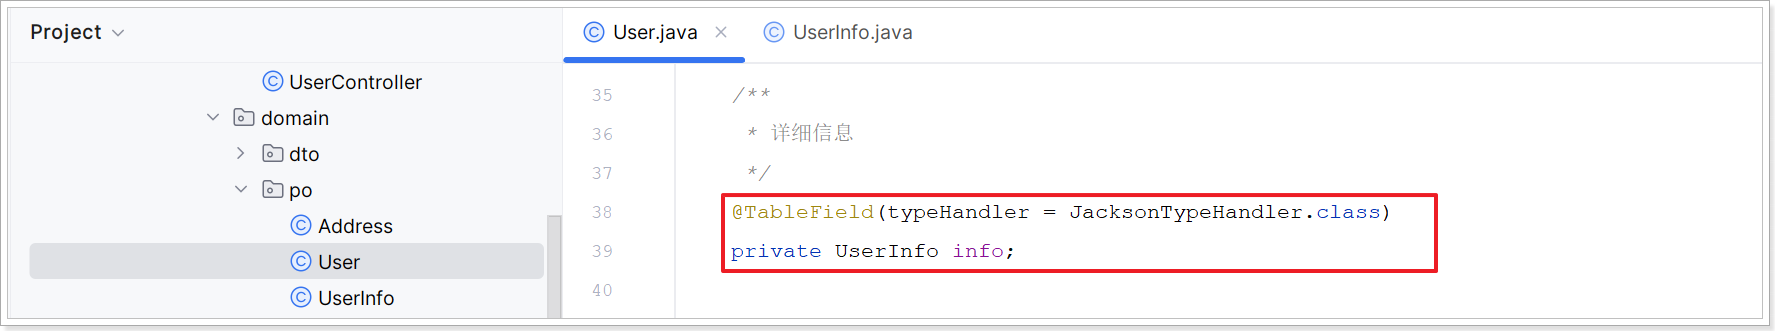 Project
UserController
domain
dto
po
Address
User
UserInfo
User.java
UserInfo.java
35 /**
36 * 详细信息
37 */
38 @TableField(typeHandler = JacksonTypeHandler.class)
39 private UserInfo info;
40